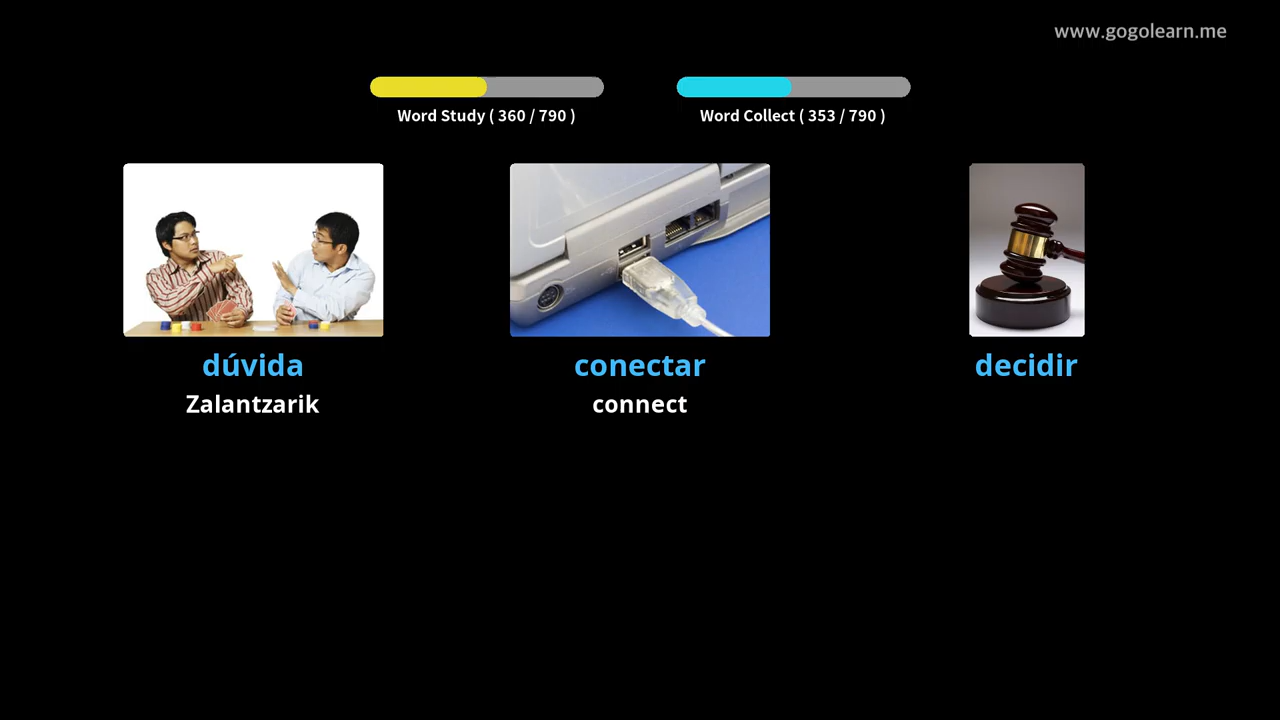 www.gogolearn.me
Word Study ( 360 / 790 )
Word Collect ( 353 / 790 )
dúvida
Zalantzarik
conectar
connect
decidir